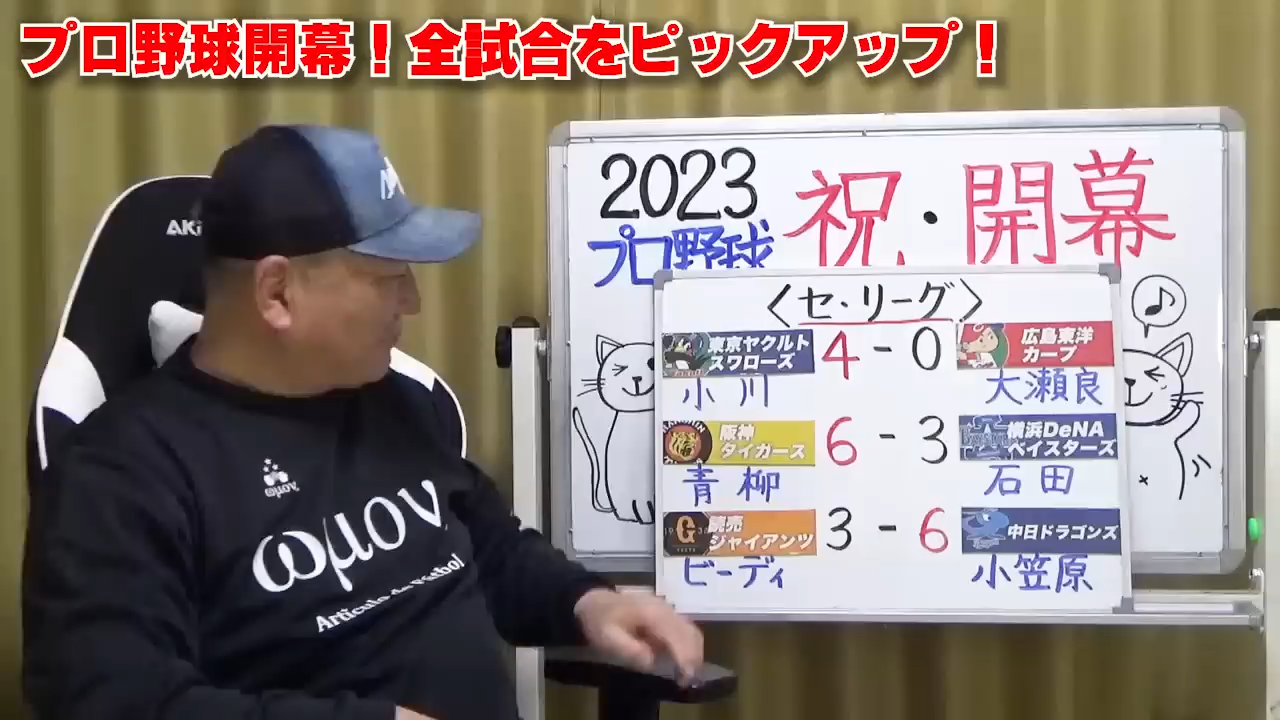 プロ野球開幕！全試合をピックアップ！
2023
プロ野球
祝・開幕
〈セ・リーグ〉
東京ヤクルト
スワローズ
4 - 0
広島東洋
カープ
小川
大瀬良
阪神
タイガース
6 - 3
横浜DeNA
ベイスターズ
青柳
石田
G
読売
ジャイアンツ
3 - 6
中日ドラゴンズ
ビーディ
小笠原
ωμον
ωμον
Artículo de Fútbol